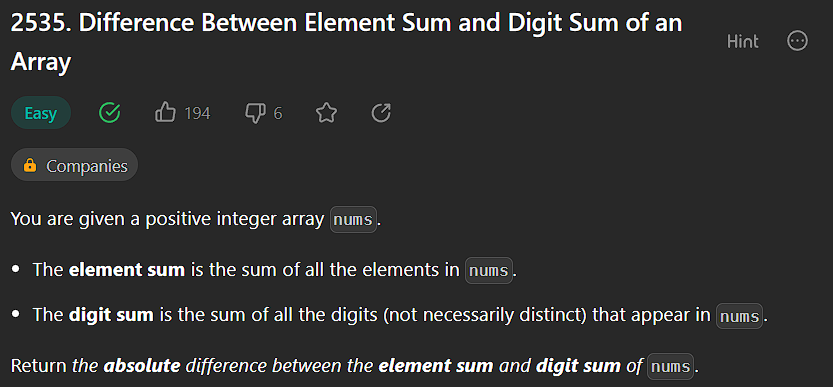 2535. Difference Between Element Sum and Digit Sum of an
Array
Hint
Easy
194
6
Companies
You are given a positive integer array nums.
• The element sum is the sum of all the elements in nums.
• The digit sum is the sum of all the digits (not necessarily distinct) that appear in nums.
Return the absolute difference between the element sum and digit sum of nums.